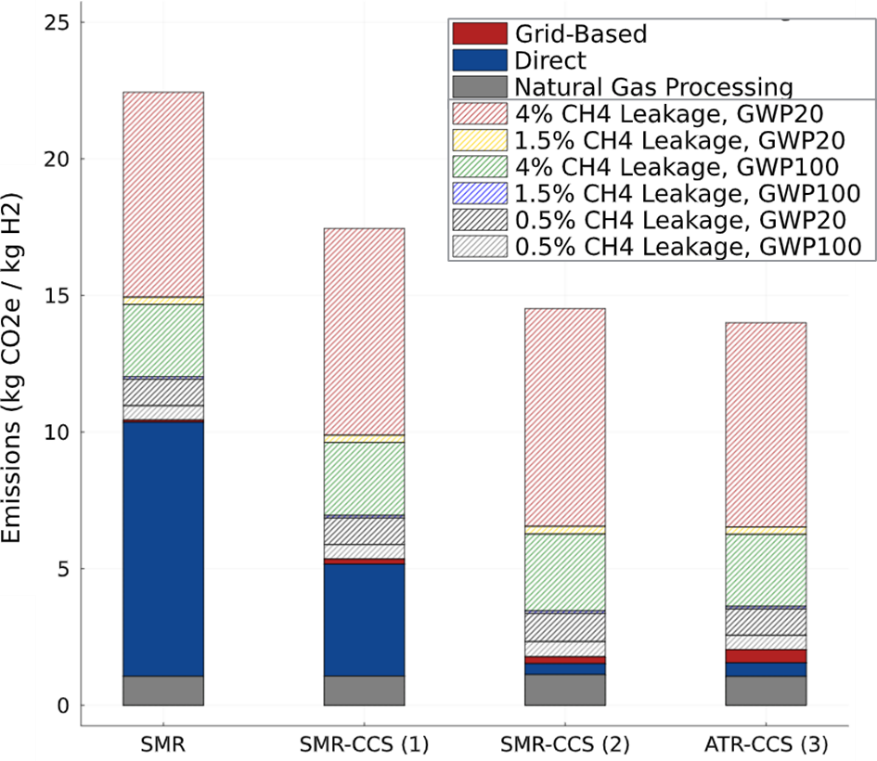 25
20
15
10
5
0
Emissions (kg CO2e / kg H2)
Grid-Based
Direct
Natural Gas Processing
4% CH4 Leakage, GWP20
1.5% CH4 Leakage, GWP20
4% CH4 Leakage, GWP100
1.5% CH4 Leakage, GWP100
0.5% CH4 Leakage, GWP20
0.5% CH4 Leakage, GWP100
SMR
SMR-CCS (1)
SMR-CCS (2)
ATR-CCS (3)